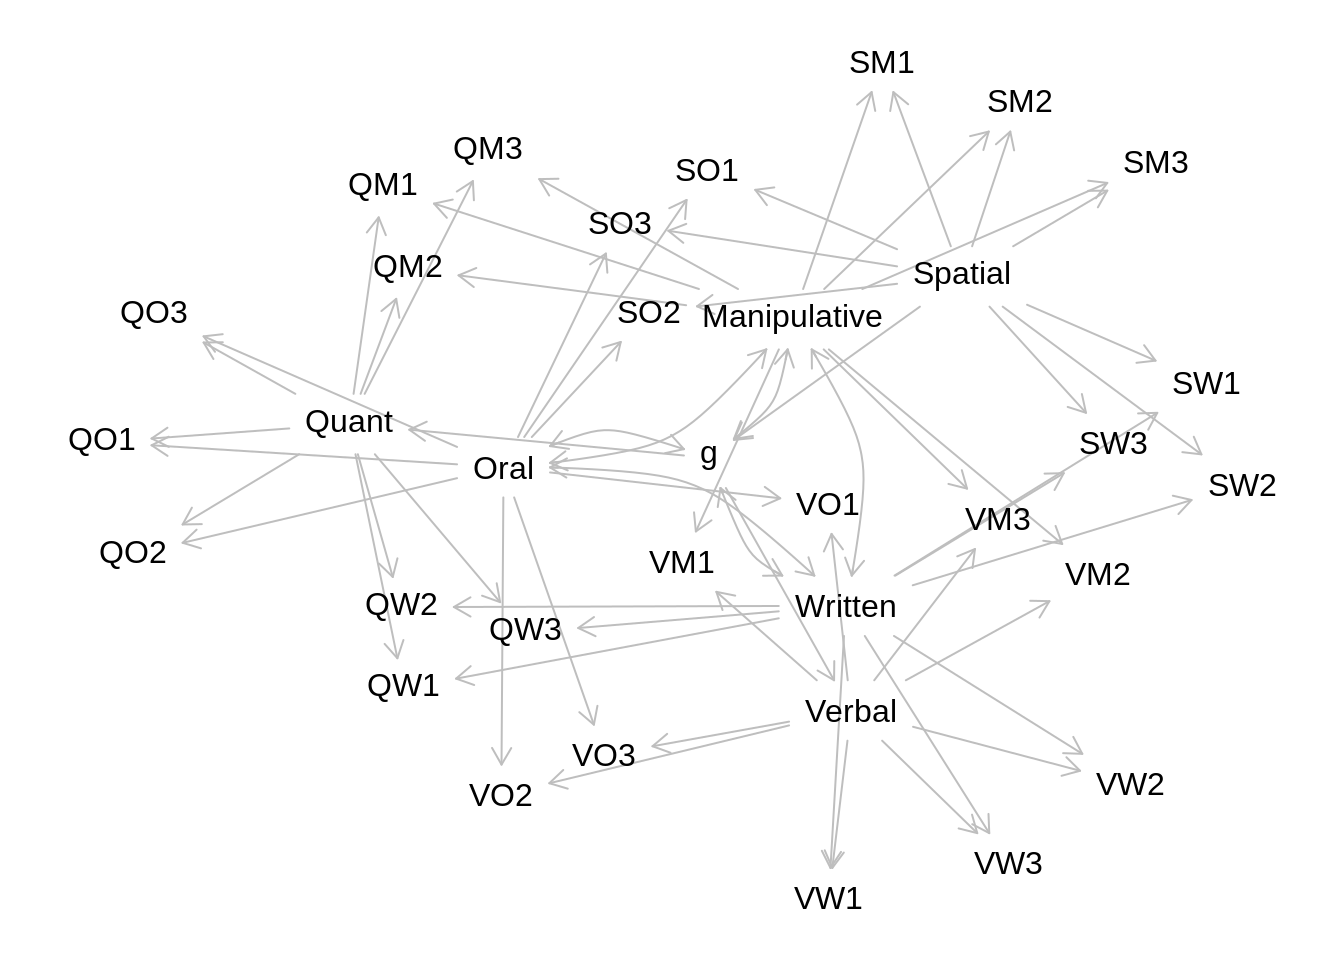 SM1
SM2
QM3
SM3
SO1
QM1
SO3
QM2
Spatial
QO3
SO2
Manipulative
SW1
Quant
QO1
SW3
g
Oral
SW2
VO1
VM3
QO2
VM1
VM2
QW2
Written
QW3
QW1
Verbal
VO3
VW2
VO2
VW3
VW1